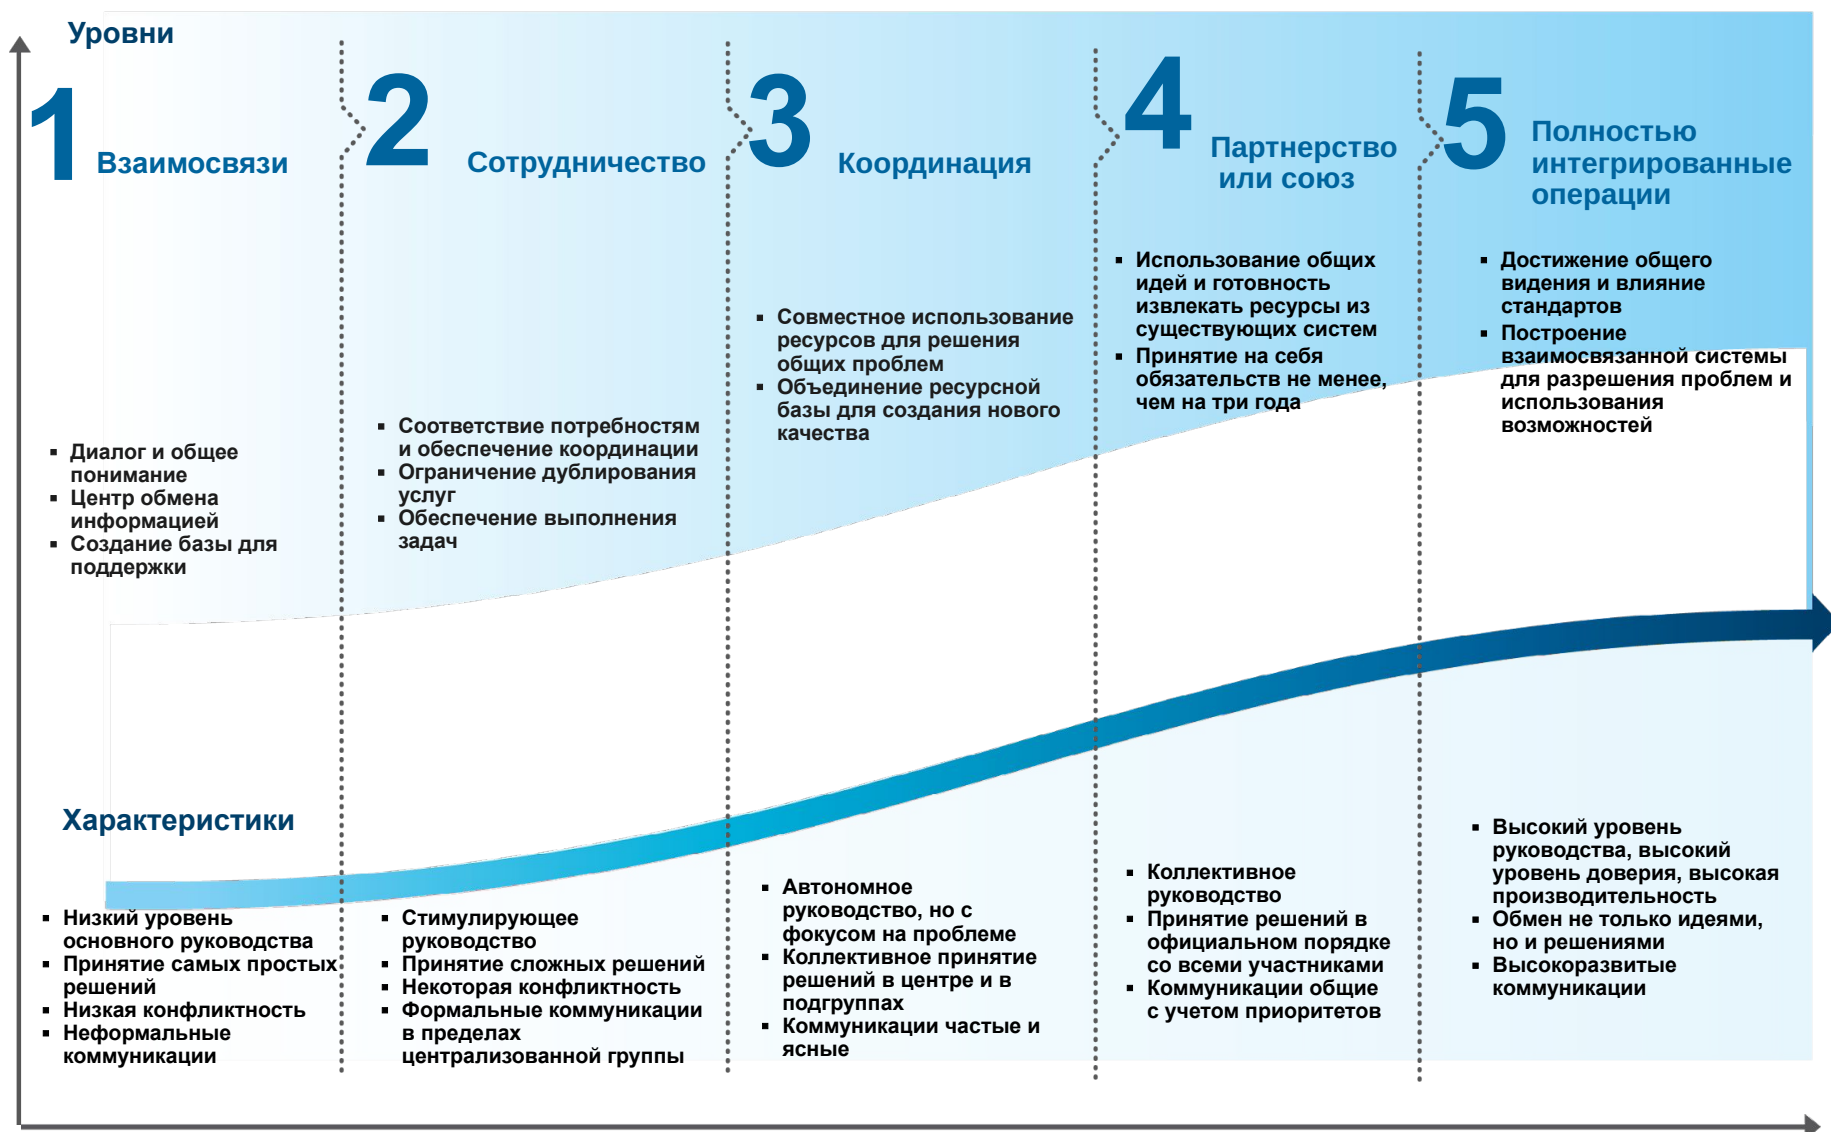 Уровни
1
Взаимосвязи
2
Сотрудничество
3
Координация
4
Партнерство
или союз
5
Полностью
интегрированные
операции
▪ Диалог и общее
понимание
▪ Центр обмена
информацией
▪ Создание базы для
поддержки
▪ Соответствие потребностям
и обеспечение координации
▪ Ограничение дублирования
услуг
▪ Обеспечение выполнения
задач
▪ Совместное использование
ресурсов для решения
общих проблем
▪ Объединение ресурсной
базы для создания нового
качества
▪ Использование общих
идей и готовность
извлекать ресурсы из
существующих систем
▪ Принятие на себя
обязательств не менее,
чем на три года
▪ Достижение общего
видения и влияние
стандартов
▪ Построение
взаимосвязанной системы
для разрешения проблем и
использования
возможностей
Характеристики
▪ Низкий уровень
основного руководства
▪ Принятие самых простых
решений
▪ Низкая конфликтность
▪ Неформальные
коммуникации
▪ Стимулирующее
руководство
▪ Принятие сложных решений
▪ Некоторая конфликтность
▪ Формальные коммуникации
в пределах
централизованной группы
▪ Автономное
руководство, но с
фокусом на проблеме
▪ Коллективное принятие
решений в центре и в
подгруппах
▪ Коммуникации частые и
ясные
▪ Коллективное
руководство
▪ Принятие решений в
официальном порядке
со всеми участниками
▪ Коммуникации общие
с учетом приоритетов
▪ Высокий уровень
руководства, высокий
уровень доверия, высокая
производительность
▪ Обмен не только идеями,
но и решениями
▪ Высокоразвитые
коммуникации